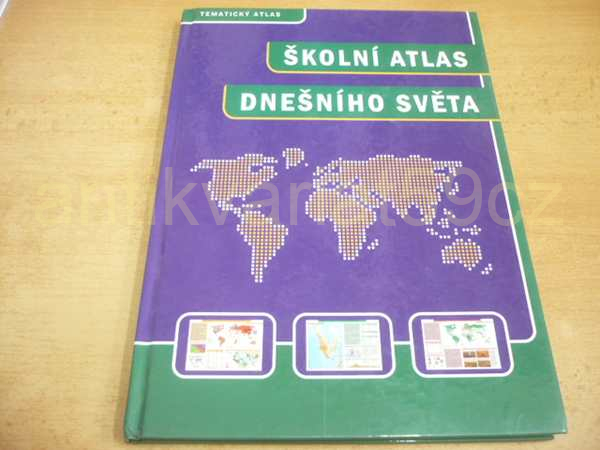 TEMATICKÝ ATLAS
ŠKOLNÍ ATLAS
DNEŠNÍHO SVĚTA